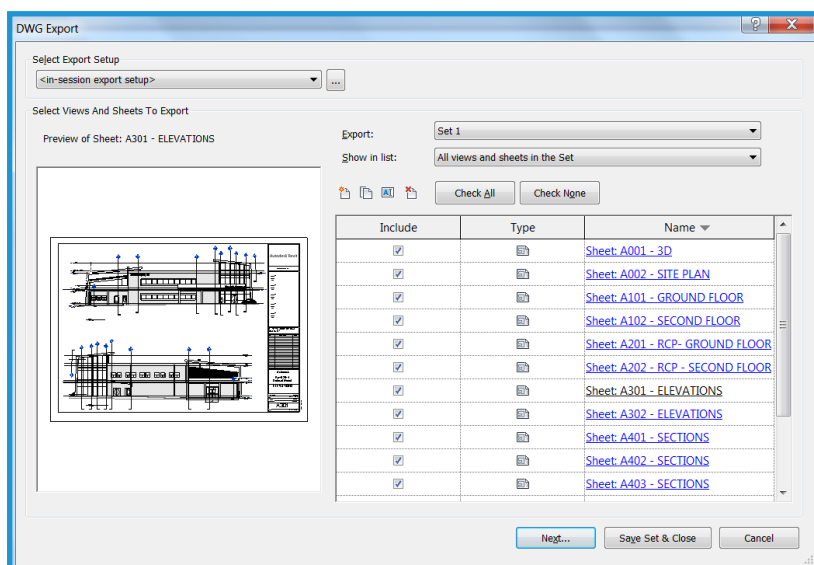 DWG Export
Select Export Setup
<in-session export setup>
...
Select Views And Sheets To Export
Preview of Sheet: A301 - ELEVATIONS
Export:
Set 1
Show in list:
All views and sheets in the Set
Check All
Check None
Include
Type
Name
Sheet: A001 - 3D
Sheet: A002 - SITE PLAN
Sheet: A101 - GROUND FLOOR
Sheet: A102 - SECOND FLOOR
Sheet: A201 - RCP- GROUND FLOOR
Sheet: A202 - RCP - SECOND FLOOR
Sheet: A301 - ELEVATIONS
Sheet: A302 - ELEVATIONS
Sheet: A401 - SECTIONS
Sheet: A402 - SECTIONS
Sheet: A403 - SECTIONS
Autodesk Revit
A301
Next...
Save Set & Close
Cancel